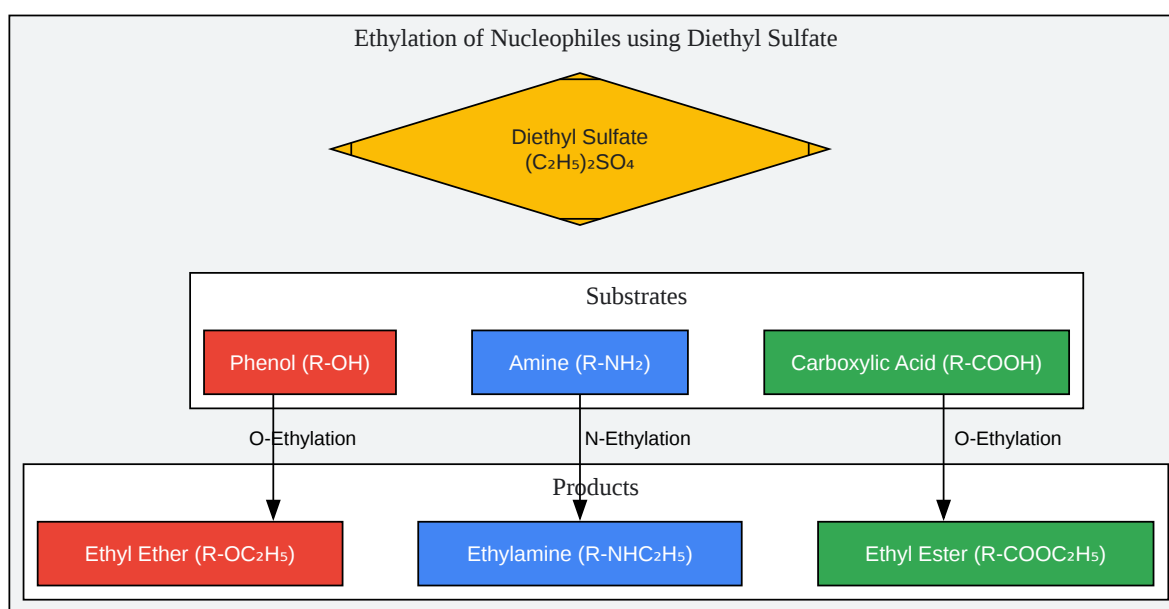 Ethylation of Nucleophiles using Diethyl Sulfate
Diethyl Sulfate
(C₂H₅)₂SO₄
Substrates
Phenol (R-OH)
Amine (R-NH₂)
Carboxylic Acid (R-COOH)
O-Ethylation
N-Ethylation
O-Ethylation
Products
Ethyl Ether (R-OC₂H₅)
Ethylamine (R-NHC₂H₅)
Ethyl Ester (R-COOC₂H₅)